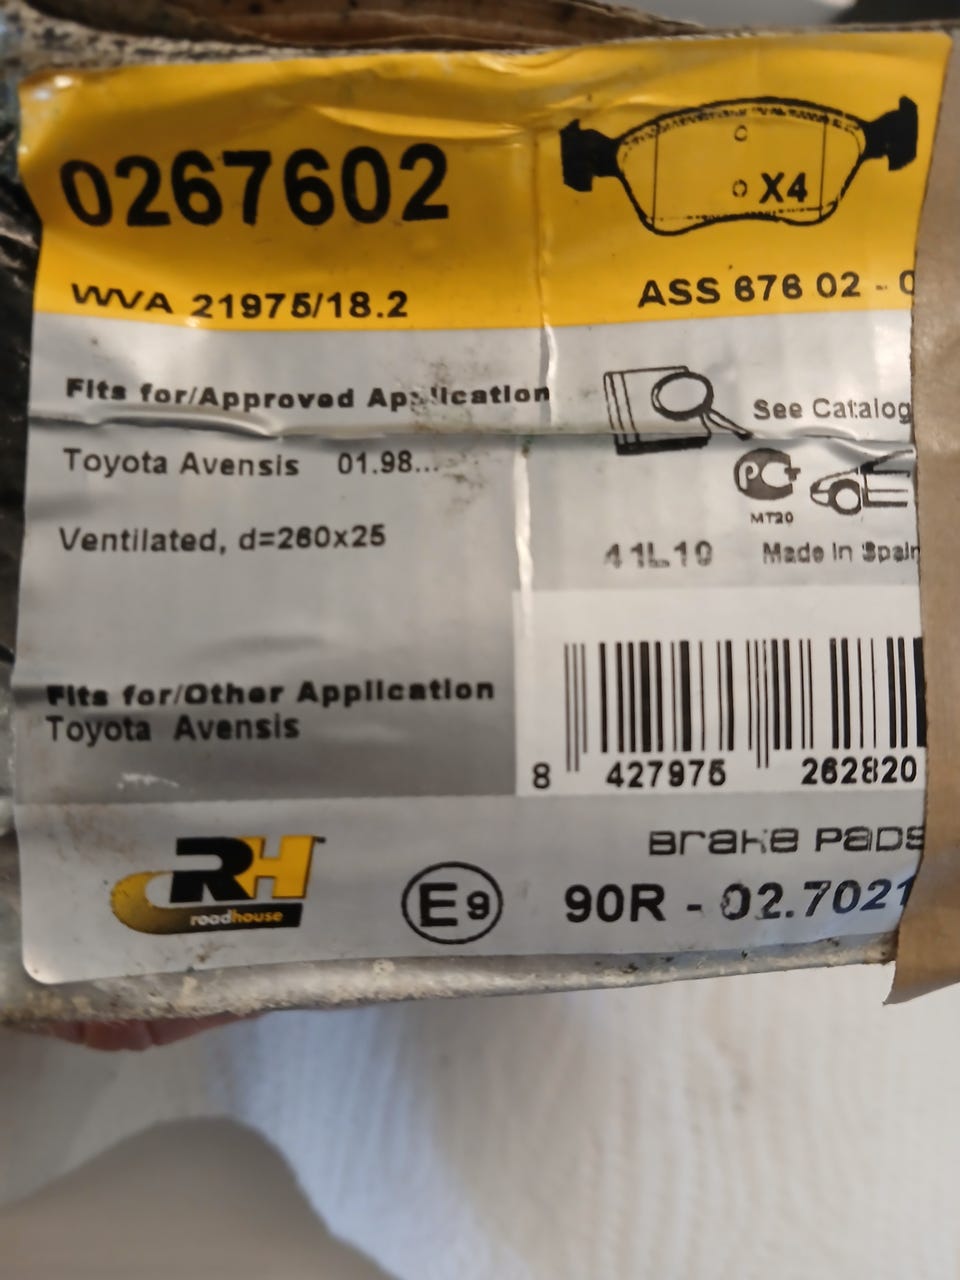 0267602
X4
WVA 21975/18.2
ASS 676 02 -
Fits for/Approved Application
See Catalog
Toyota Avensis 01.98...
PCT
MT20
Ventilated, d=260x25
41L10
Made In Spain
Fits for/Other Application
Toyota Avensis
8 427975 262820
RH
roadhouse
Brake Pads
E9
90R - 02.7021